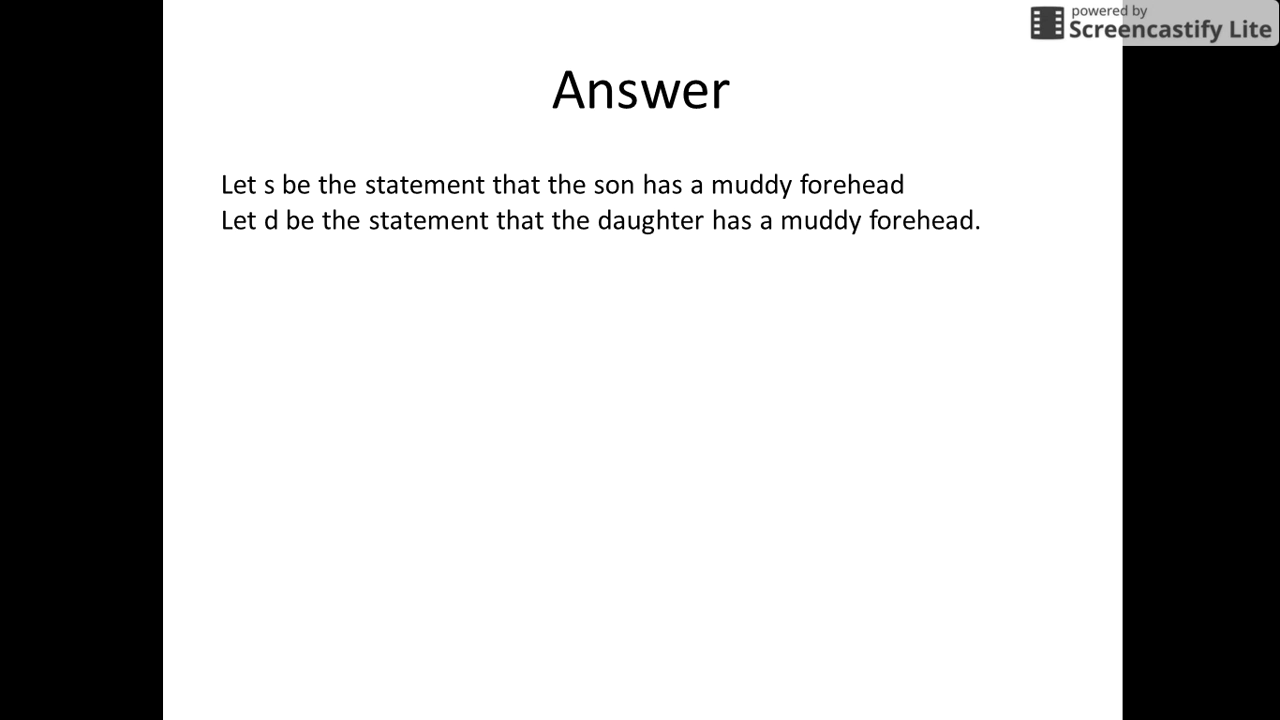 powered by
Screencastify Lite
Answer
Let s be the statement that the son has a muddy forehead
Let d be the statement that the daughter has a muddy forehead.